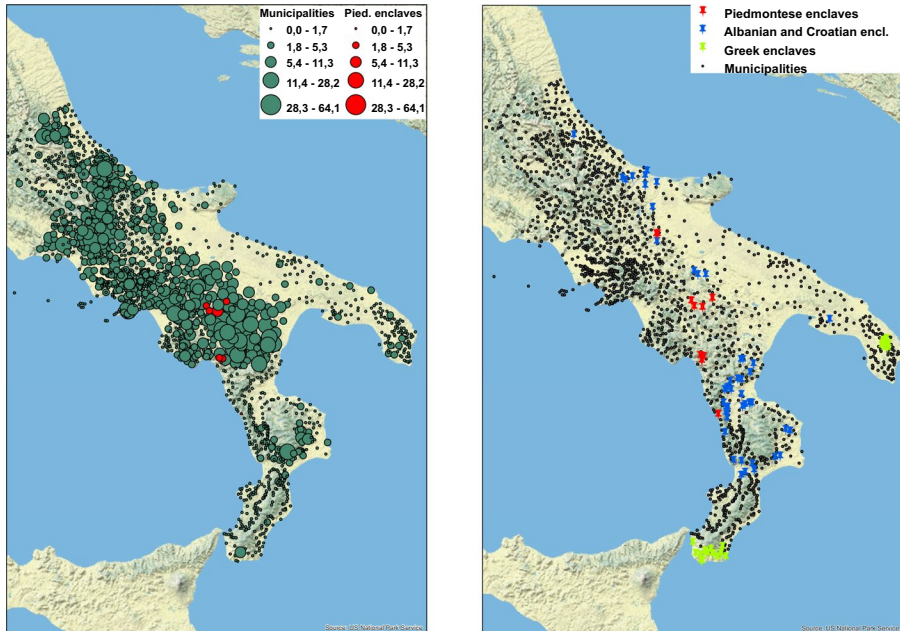 Municipalities Pied. enclaves
0,0 - 1,7 0,0 - 1,7
1,8 - 5,3 1,8 - 5,3
5,4 - 11,3 5,4 - 11,3
11,4 - 28,2 11,4 - 28,2
28,3 - 64,1 28,3 - 64,1
Source: US National Park Service
Piedmontese enclaves
Albanian and Croatian encl.
Greek enclaves
Municipalities
Source: US National Park Service